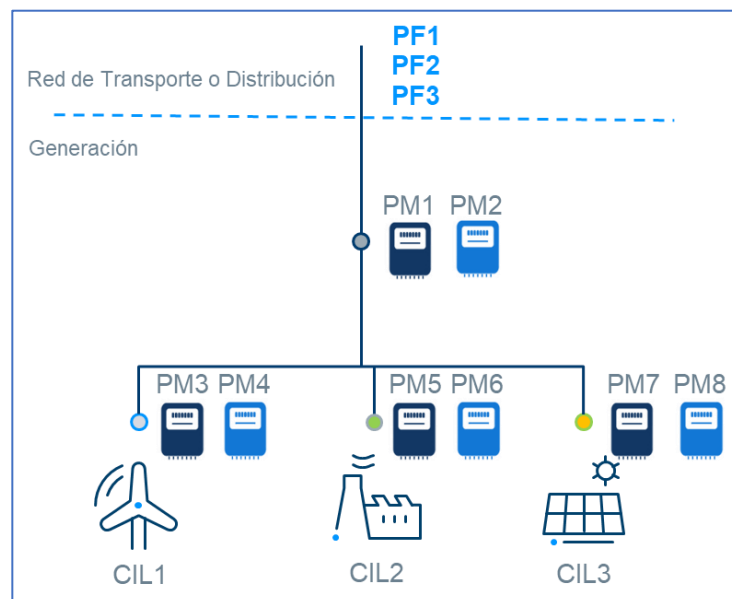 PF1
PF2
PF3
Red de Transporte o Distribución
Generación
PM1 PM2
PM3 PM4 PM5 PM6 PM7 PM8
CIL1 CIL2 CIL3